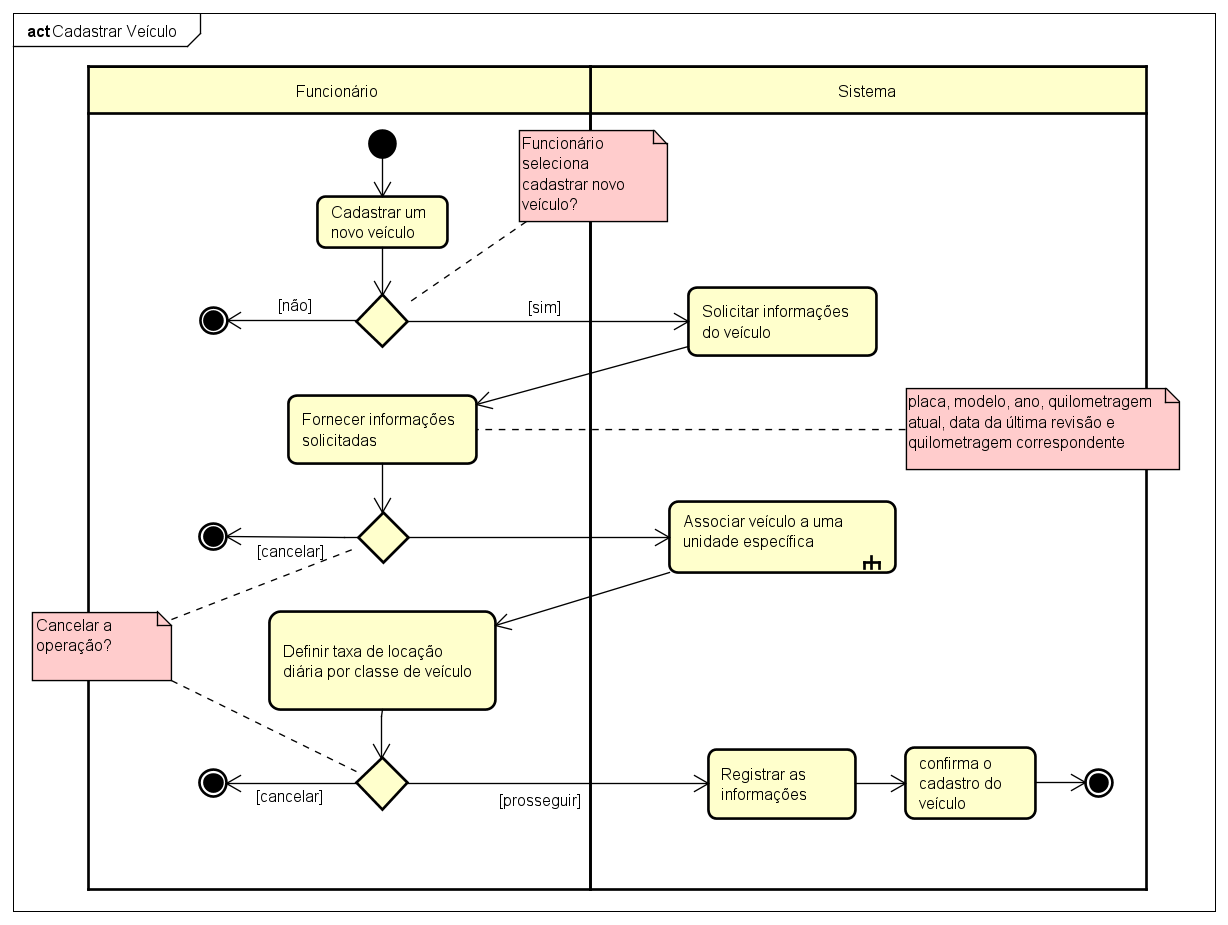 act Cadastrar Veículo
Funcionário
Sistema
Funcionário
seleciona
cadastrar novo
veículo?
Cadastrar um
novo veículo
[não]
[sim]
Solicitar informações
do veículo
Fornecer informações
solicitadas
placa, modelo, ano, quilometragem
atual, data da última revisão e
quilometragem correspondente
Associar veículo a uma
unidade específica
[cancelar]
Cancelar a
operação?
Definir taxa de locação
diária por classe de veículo
[cancelar]
[prosseguir]
Registrar as
informações
confirma o
cadastro do
veículo